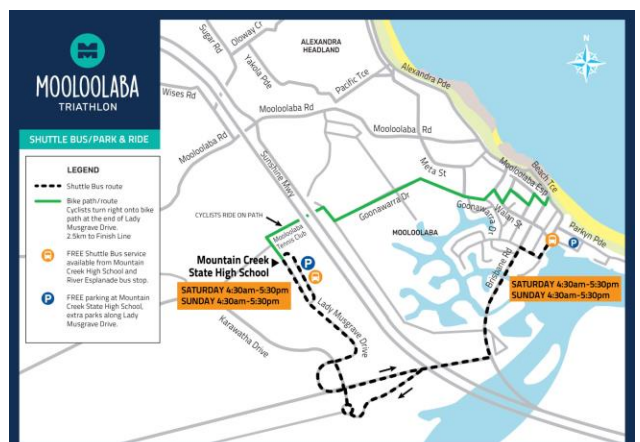 MOOLOOLABA
TRIATHLON
SHUTTLE BUS/PARK & RIDE
LEGEND
Shuttle Bus route
Bike path/route
Cyclists turn right onto bike
path at the end of Lady
Musgrave Drive.
2.5km to Finish Line
FREE Shuttle Bus service
available from Mountain
Creek High School and
River Esplanade bus stop.
P
FREE parking at Mountain
Creek State High School,
extra parks along Lady
Musgrave Drive.
Sugar Rd
Oloway Cr
Yakola Pde
Wises Rd
Mooloolaba Rd
ALEXANDRA
HEADLAND
Pacific Tce
Alexandra Pde
N
Mooloolaba Rd
Sunshine Mwy
Meta St
Mooloolaba Esp
Beach Tce
CYCLISTS RIDE ON PATH
Goonawarra Dr
Goonawarra Dr
Walan St
Parkyn Pde
P
Mooloolaba
Tennis Club
MOOLOOLABA
Brisbane Rd
Mountain Creek
State High School
P
SATURDAY 4:30am-5:30pm
SUNDAY 4:30am-5:30pm
SATURDAY 4:30am-5:30pm
SUNDAY 4:30am-5:30pm
Lady Musgrave Drive
Karawatha Drive